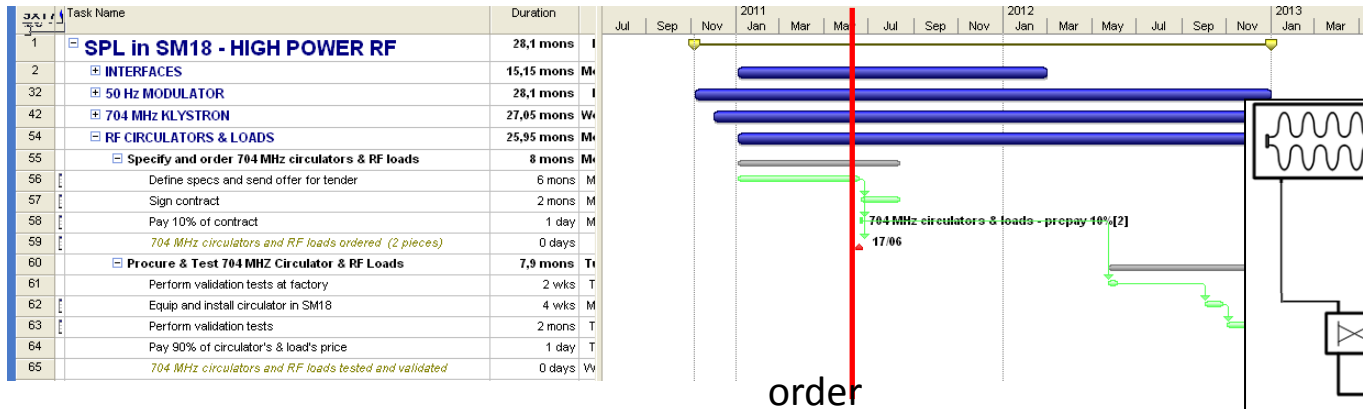 Task Name Duration 2011 2012 2013
Jul Sep Nov Jan Mar May Jul Sep Nov Jan Mar May Jul Sep Nov Jan Mar
1 SPL in SM18 - HIGH POWER RF 28,1 mons
2 INTERFACES 15,15 mons
32 50 Hz MODULATOR 28,1 mons
42 704 MHz KLYSTRON 27,05 mons
54 RF CIRCULATORS & LOADS 25,95 mons
55 Specify and order 704 MHz circulators & RF loads 8 mons
56 Define specs and send offer for tender 6 mons M
57 Sign contract 2 mons M
58 Pay 10% of contract 1 day M 704 MHz circulators & loads - prepay 10%[2]
59 704 MHz circulators and RF loads ordered (2 pieces) 0 days 17/06
60 Procure & Test 704 MHZ Circulator & RF Loads 7,9 mons
61 Perform validation tests at factory 2 wks T
62 Equip and install circulator in SM18 4 wks M
63 Perform validation tests 2 mons T
64 Pay 90% of circulator's & load's price 1 day T
65 704 MHz circulators and RF loads tested and validated 0 days W
order